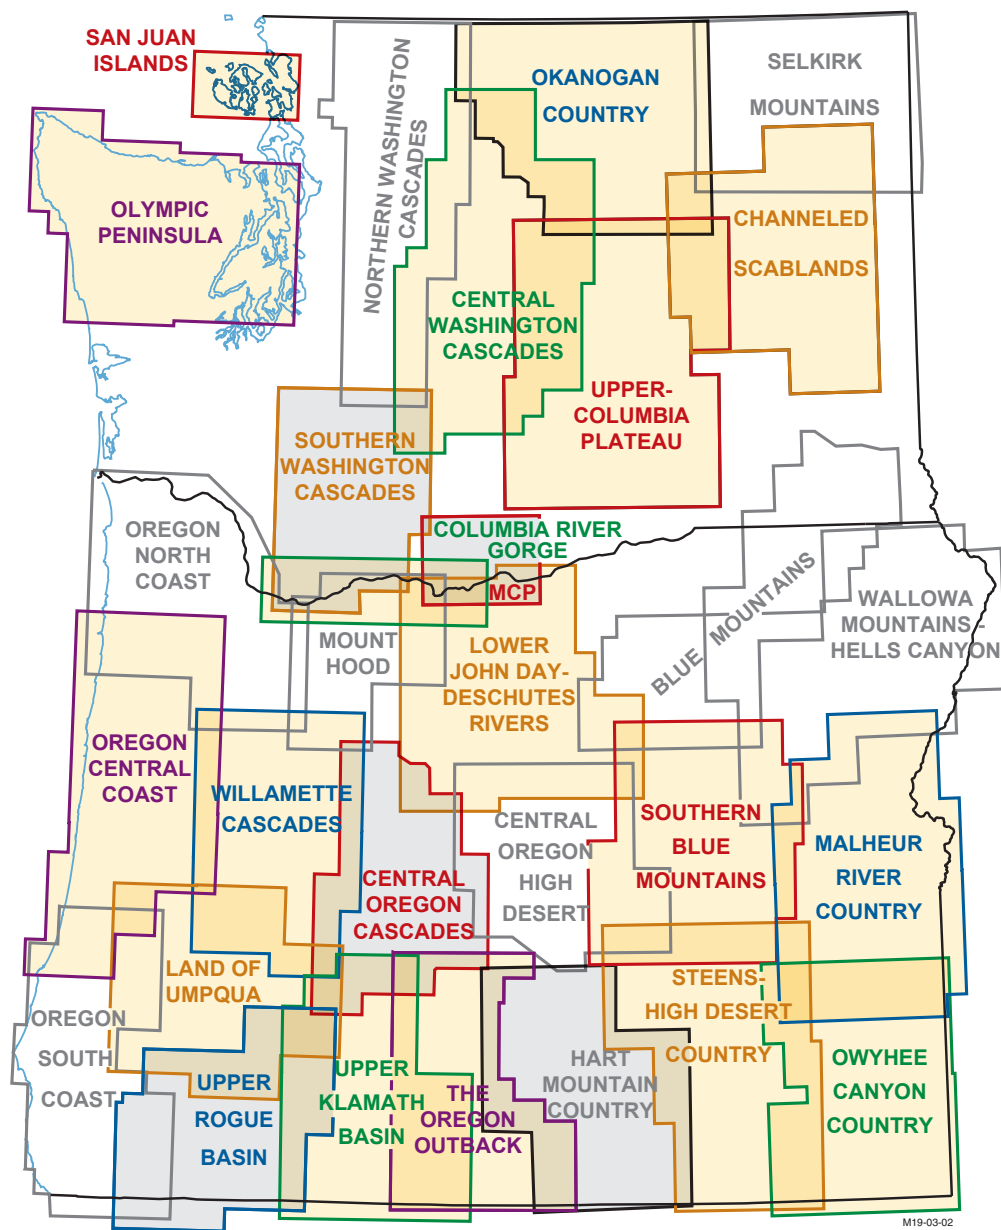 SAN JUAN
ISLANDS
OKANOGAN
COUNTRY
SELKIRK
MOUNTAINS
NORTHERN WASHINGTON
CASCADES
OLYMPIC
PENINSULA
CHANNELED
SCABLANDS
CENTRAL
WASHINGTON
CASCADES
UPPER-
COLUMBIA
PLATEAU
SOUTHERN
WASHINGTON
CASCADES
OREGON
NORTH
COAST
COLUMBIA RIVER
GORGE
MCP
MOUNT
HOOD
LOWER
JOHN DAY-
DESCHUTES
RIVERS
BLUE MOUNTAINS
WALLOWA
MOUNTAINS -
HELLS CANYON
OREGON
CENTRAL
COAST
WILLAMETTE
CASCADES
CENTRAL
OREGON
HIGH
DESERT
SOUTHERN
BLUE
MOUNTAINS
MALHEUR
RIVER
COUNTRY
CENTRAL
OREGON
CASCADES
LAND OF
UMPQUA
STEENS-
HIGH DESERT
COUNTRY
OREGON
SOUTH
COAST
UPPER
ROGUE
BASIN
UPPER
KLAMATH
BASIN
THE
OREGON
OUTBACK
HART
MOUNTAIN
COUNTRY
OWYHEE
CANYON
COUNTRY
M19-03-02